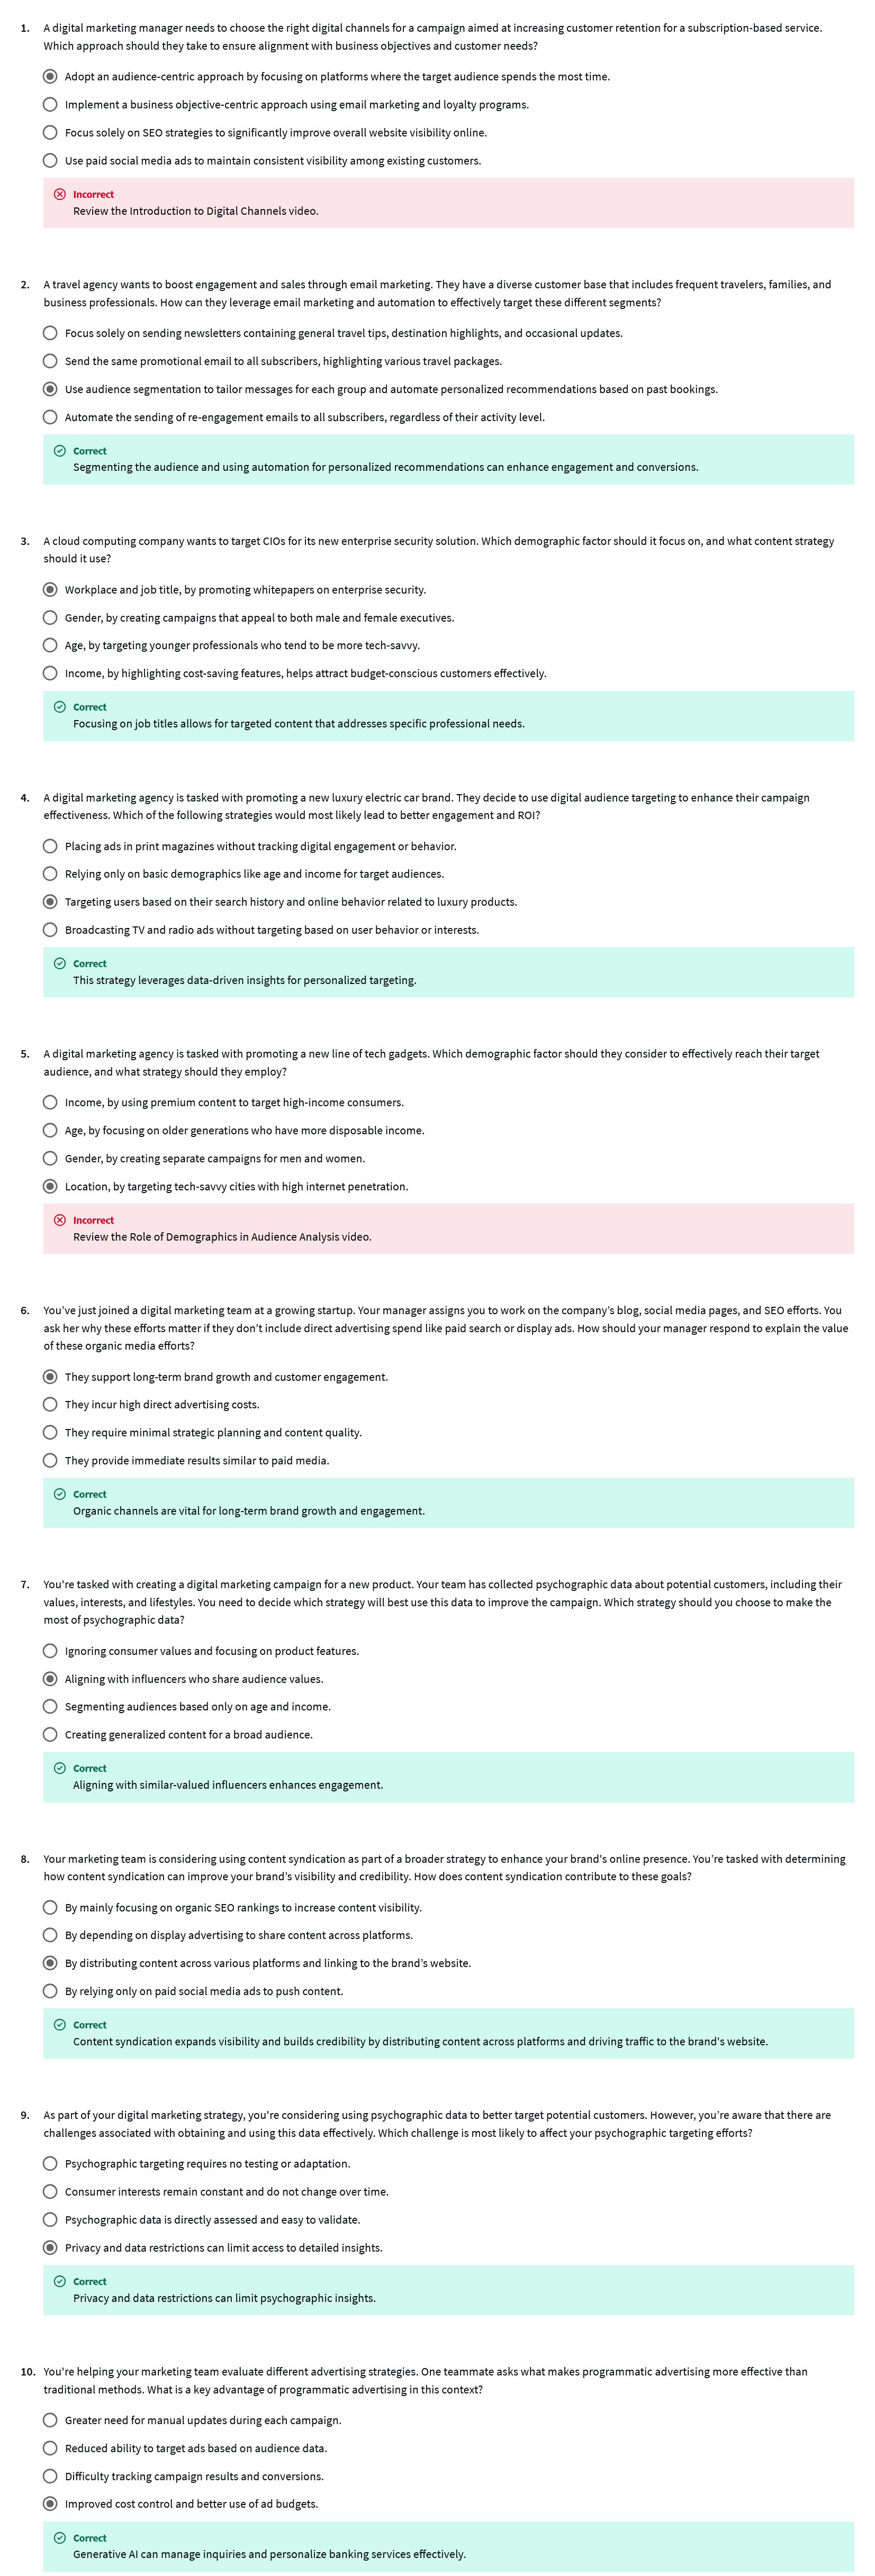 1. A digital marketing manager needs to choose the right digital channels for a campaign aimed at increasing customer retention for a subscription-based service.
Which approach should they take to ensure alignment with business objectives and customer needs?
Adopt an audience-centric approach by focusing on platforms where the target audience spends the most time.
Implement a business objective-centric approach using email marketing and loyalty programs.
Focus solely on SEO strategies to significantly improve overall website visibility online.
Use paid social media ads to maintain consistent visibility among existing customers.
Incorrect
Review the Introduction to Digital Channels video.
2. A travel agency wants to boost engagement and sales through email marketing. They have a diverse customer base that includes frequent travelers, families, and
business professionals. How can they leverage email marketing and automation to effectively target these different segments?
Focus solely on sending newsletters containing general travel tips, destination highlights, and occasional updates.
Send the same promotional email to all subscribers, highlighting various travel packages.
Use audience segmentation to tailor messages for each group and automate personalized recommendations based on past bookings.
Automate the sending of re-engagement emails to all subscribers, regardless of their activity level.
Correct
Segmenting the audience and using automation for personalized recommendations can enhance engagement and conversions.
3. A cloud computing company wants to target CIOs for its new enterprise security solution. Which demographic factor should it focus on, and what content strategy
should it use?
Workplace and job title, by promoting whitepapers on enterprise security.
Gender, by creating campaigns that appeal to both male and female executives.
Age, by targeting younger professionals who tend to be more tech-savvy.
Income, by highlighting cost-saving features, helps attract budget-conscious customers effectively.
Correct
Focusing on job titles allows for targeted content that addresses specific professional needs.
4. A digital marketing agency is tasked with promoting a new luxury electric car brand. They decide to use digital audience targeting to enhance their campaign
effectiveness. Which of the following strategies would most likely lead to better engagement and ROI?
Placing ads in print magazines without tracking digital engagement or behavior.
Relying only on basic demographics like age and income for target audiences.
Targeting users based on their search history and online behavior related to luxury products.
Broadcasting TV and radio ads without targeting based on user behavior or interests.
Correct
This strategy leverages data-driven insights for personalized targeting.
5. A digital marketing agency is tasked with promoting a new line of tech gadgets. Which demographic factor should they consider to effectively reach their target
audience, and what strategy should they employ?
Income, by using premium content to target high-income consumers.
Age, by focusing on older generations who have more disposable income.
Gender, by creating separate campaigns for men and women.
Location, by targeting tech-savvy cities with high internet penetration.
Incorrect
Review the Role of Demographics in Audience Analysis video.
6. You’ve just joined a digital marketing team at a growing startup. Your manager assigns you to work on the company’s blog, social media pages, and SEO efforts. You
ask her why these efforts matter if they don’t include direct advertising spend like paid search or display ads. How should your manager respond to explain the value
of these organic media efforts?
They support long-term brand growth and customer engagement.
They incur high direct advertising costs.
They require minimal strategic planning and content quality.
They provide immediate results similar to paid media.
Correct
Organic channels are vital for long-term brand growth and engagement.
7. You're tasked with creating a digital marketing campaign for a new product. Your team has collected psychographic data about potential customers, including their
values, interests, and lifestyles. You need to decide which strategy will best use this data to improve the campaign. Which strategy should you choose to make the
most of psychographic data?
Ignoring consumer values and focusing on product features.
Aligning with influencers who share audience values.
Segmenting audiences based only on age and income.
Creating generalized content for a broad audience.
Correct
Aligning with similar-valued influencers enhances engagement.
8. Your marketing team is considering using content syndication as part of a broader strategy to enhance your brand's online presence. You’re tasked with determining
how content syndication can improve your brand’s visibility and credibility. How does content syndication contribute to these goals?
By mainly focusing on organic SEO rankings to increase content visibility.
By depending on display advertising to share content across platforms.
By distributing content across various platforms and linking to the brand’s website.
By relying only on paid social media ads to push content.
Correct
Content syndication expands visibility and builds credibility by distributing content across platforms and driving traffic to the brand's website.
9. As part of your digital marketing strategy, you're considering using psychographic data to better target potential customers. However, you’re aware that there are
challenges associated with obtaining and using this data effectively. Which challenge is most likely to affect your psychographic targeting efforts?
Psychographic targeting requires no testing or adaptation.
Consumer interests remain constant and do not change over time.
Psychographic data is directly assessed and easy to validate.
Privacy and data restrictions can limit access to detailed insights.
Correct
Privacy and data restrictions can limit psychographic insights.
10. You're helping your marketing team evaluate different advertising strategies. One teammate asks what makes programmatic advertising more effective than
traditional methods. What is a key advantage of programmatic advertising in this context?
Greater need for manual updates during each campaign.
Reduced ability to target ads based on audience data.
Difficulty tracking campaign results and conversions.
Improved cost control and better use of ad budgets.
Correct
Generative AI can manage inquiries and personalize banking services effectively.